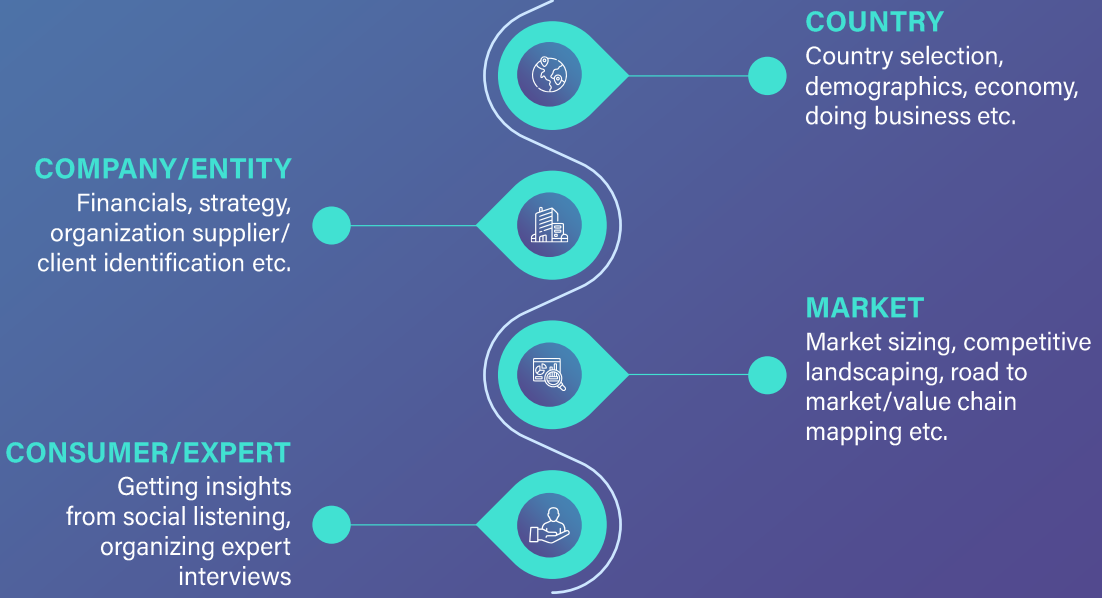 COUNTRY
Country selection,
demographics, economy,
doing business etc.
COMPANY/ENTITY
Financials, strategy,
organization supplier/
client identification etc.
MARKET
Market sizing, competitive
landscaping, road to
market/value chain
mapping etc.
CONSUMER/EXPERT
Getting insights
from social listening,
organizing expert
interviews